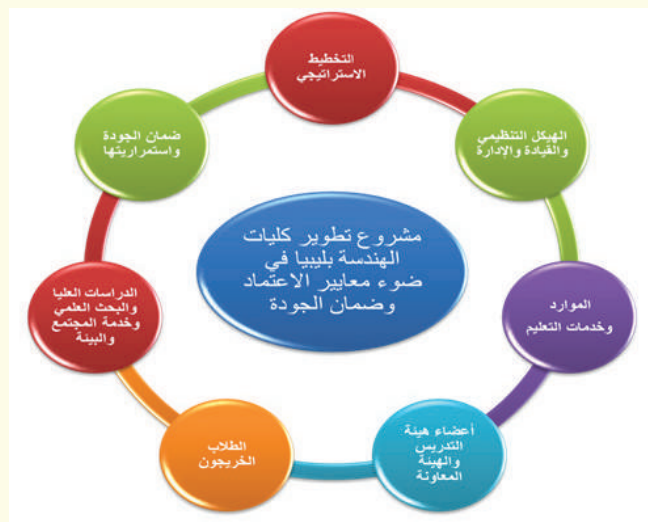 التخطيط
الاستراتيجي
الهيكل التنظيمي
والقيادة والإدارة
الموارد
وخدمات التعليم
أعضاء هيئة
التدريس
والهيئة
المعاونة
الطلاب
الخريجون
الدراسات العليا
والبحث العلمي
وخدمة المجتمع
والبيئة
ضمان الجودة
واستمراريتها
مشروع تطوير كليات
الهندسة بليبيا في
ضوء معايير الاعتماد
وضمان الجودة